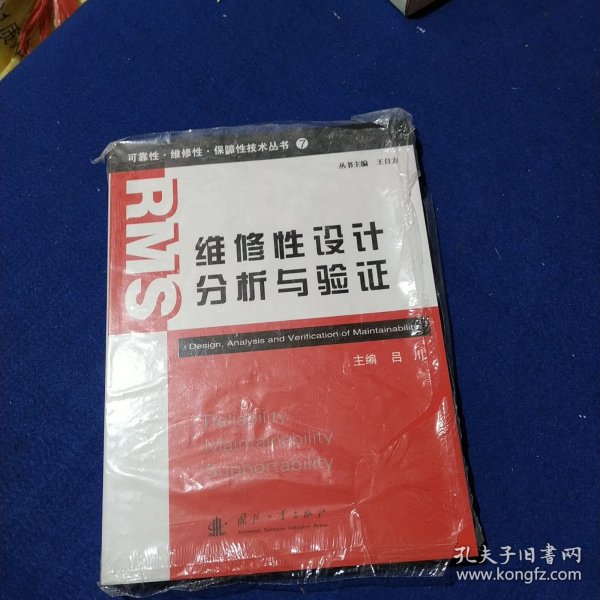 可靠性·维修性·保障性技术丛书 7
丛书主编 王自力
RMS
维修性设计
分析与验证
Design, Analysis and Verification of Maintainability
主编 吕川
Reliability
Maintainability
Supportability
国防工业出版社
National Defense Industry Press
孔夫子旧书网
www.kongfz.com